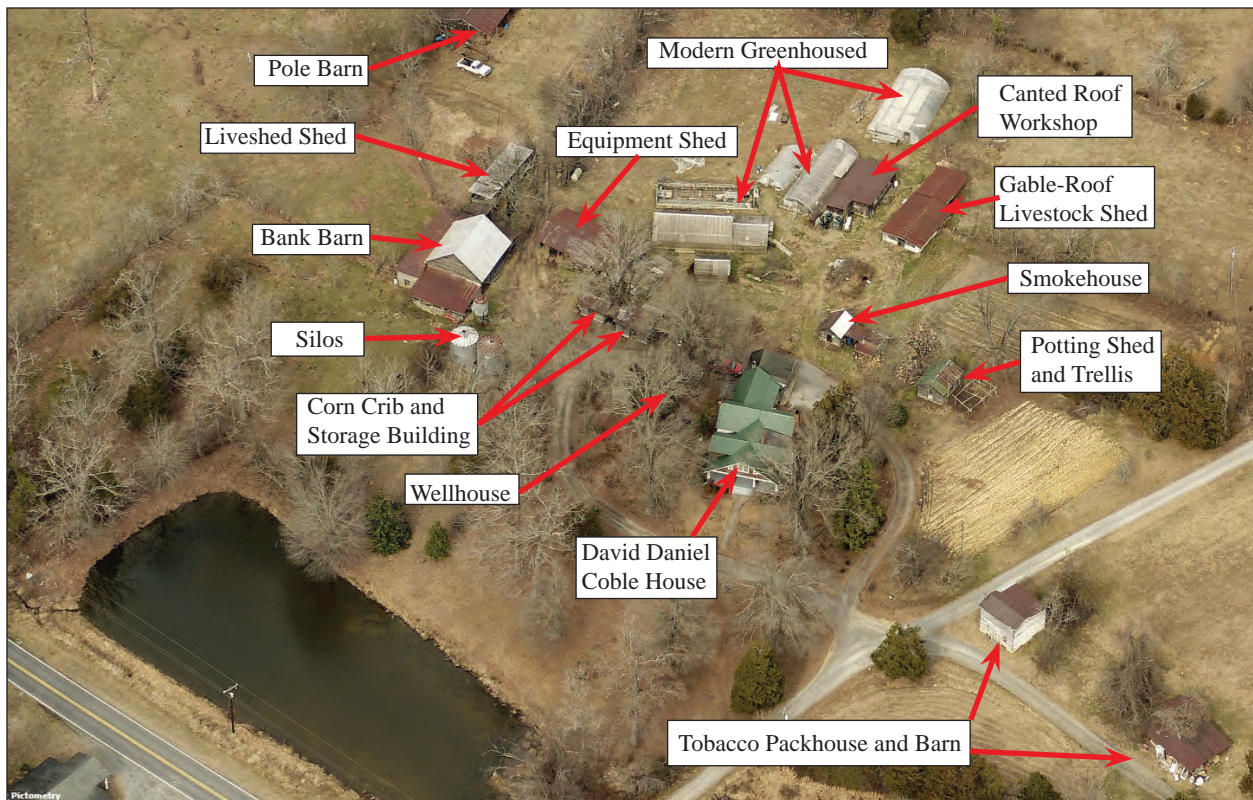 Pole Barn
Modern Greenhoused
Canted Roof
Workshop
Liveshed Shed
Equipment Shed
Gable-Roof
Livestock Shed
Bank Barn
Smokehouse
Silos
Potting Shed
and Trellis
Corn Crib and
Storage Building
Wellhouse
David Daniel
Coble House
Tobacco Packhouse and Barn
Pictometry